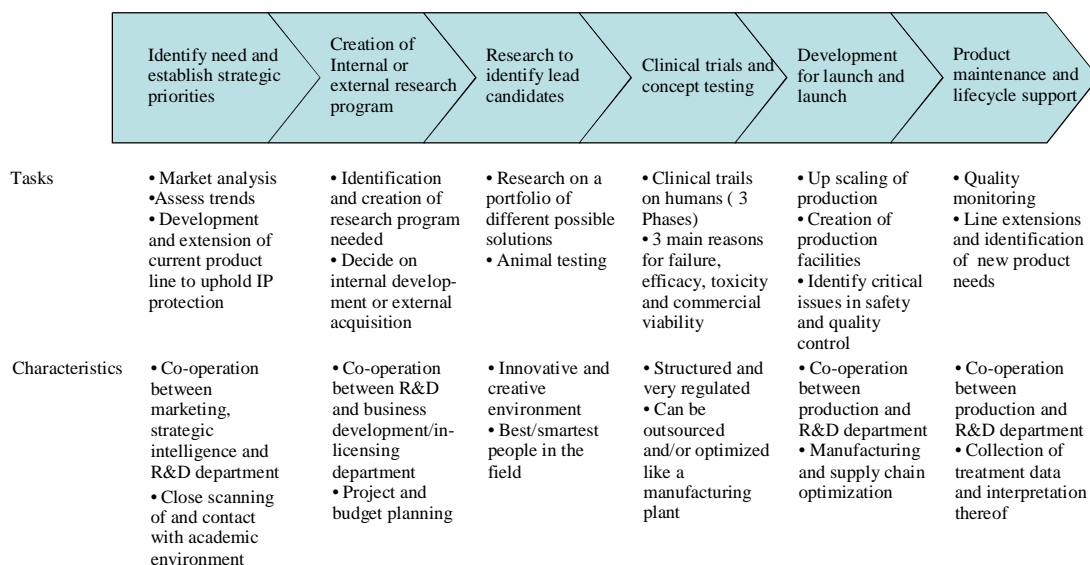 Identify need and
establish strategic
priorities
Creation of
Internal or
external research
program
Research to
identify lead
candidates
Clinical trials and
concept testing
Development
for launch and
launch
Product
maintenance and
lifecycle support
Tasks
• Market analysis
•Assess trends
• Development
and extension of
current product
line to uphold IP
protection
• Identification
and creation of
research program
needed
• Decide on
internal develop-
ment or external
acquisition
• Research on a
portfolio of
different possible
solutions
• Animal testing
• Clinical trails
on humans ( 3
Phases)
• 3 main reasons
for failure,
efficacy, toxicity
and commercial
viability
• Up scaling of
production
• Creation of
production
facilities
• Identify critical
issues in safety
and quality
control
• Quality
monitoring
• Line extensions
and identification
of new product
needs
Characteristics
• Co-operation
between
marketing,
strategic
intelligence and
R&D department
• Close scanning
of and contact
with academic
environment
• Co-operation
between R&D
and business
development/in-
licensing
department
• Project and
budget planning
• Innovative and
creative
environment
• Best/smartest
people in the
field
• Structured and
very regulated
• Can be
outsourced
and/or optimized
like a
manufacturing
plant
• Co-operation
between
production and
R&D department
• Manufacturing
and supply chain
optimization
• Co-operation
between
production and
R&D department
• Collection of
treatment data
and interpretation
thereof